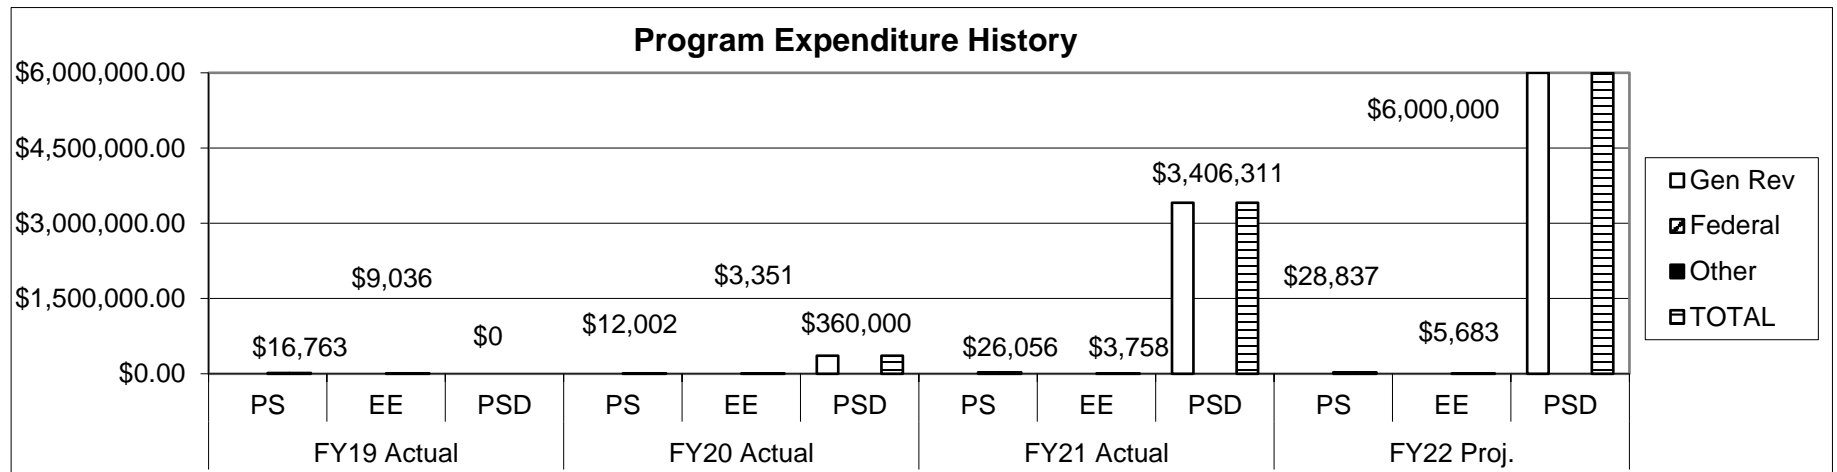 Program Expenditure History
$6,000,000.00
$4,500,000.00
$3,000,000.00
$1,500,000.00
$0.00
$16,763
$9,036
$0
$12,002
$3,351
$360,000
$26,056
$3,758
$3,406,311
$28,837
$5,683
$6,000,000
PS EE PSD PS EE PSD PS EE PSD PS EE PSD
FY19 Actual FY20 Actual FY21 Actual FY22 Proj.
Gen Rev
Federal
Other
TOTAL